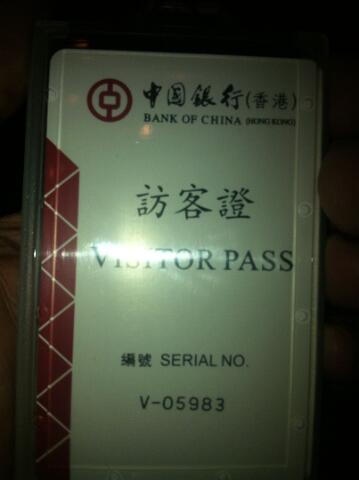 中国銀行(香港)
BANK OF CHINA (HONG KONG)
訪客證
VISITOR PASS
編號 SERIAL NO.
V-05983